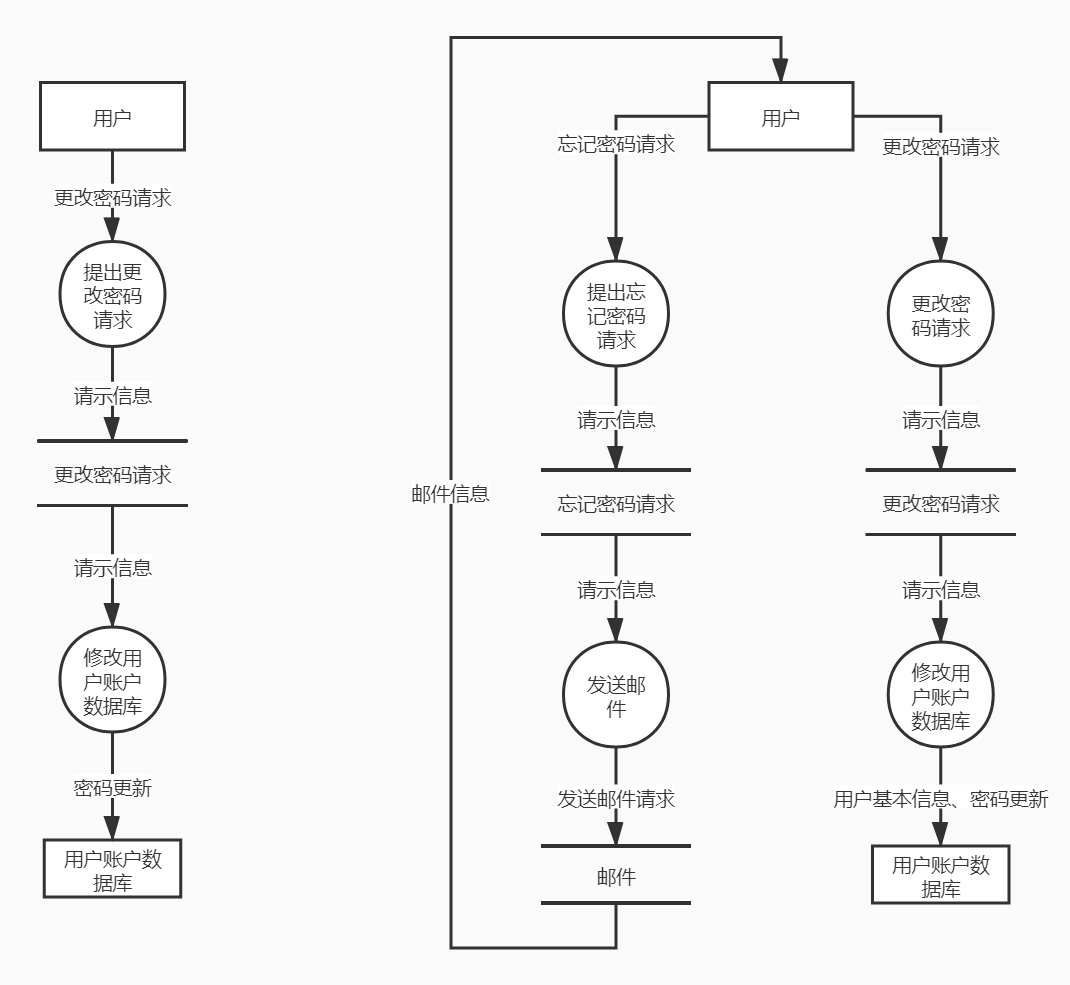 用户
更改密码请求
提出更
改密码
请求
请示信息
更改密码请求
请示信息
修改用
户账户
数据库
密码更新
用户账户数
据库
用户
忘记密码请求
更改密码请求
提出忘
记密码
请求
更改密
码请求
请示信息
请示信息
邮件信息
忘记密码请求
更改密码请求
请示信息
请示信息
发送邮
件
修改用
户账户
数据库
发送邮件请求
用户基本信息、密码更新
邮件
用户账户数
据库